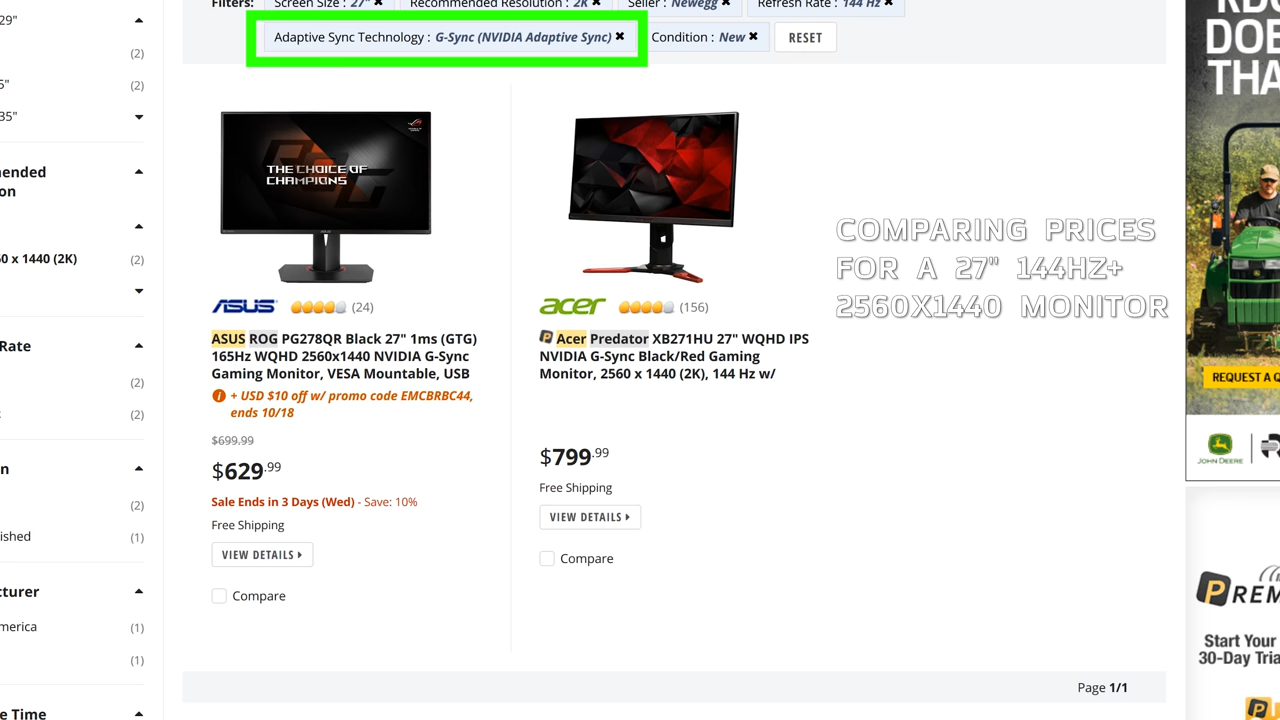 29"
Filters: Screen Size : 27" ✖ Recommended Resolution : 2K ✖ Seller : Newegg ✖ Refresh Rate : 144 Hz ✖
(2)
Adaptive Sync Technology : G-Sync (NVIDIA Adaptive Sync) ✖ Condition : New ✖ RESET
5" (2)
35"
ended
on
60 x 1440 (2K) (2)
Rate
(2)
(2)
n
(2)
ished (1)
turer
merica (1)
(1)
e Time
THE CHOICE OF
CHAMPIONS
ASUS
ASUS (24)
ASUS ROG PG278QR Black 27" 1ms (GTG)
165Hz WQHD 2560x1440 NVIDIA G-Sync
Gaming Monitor, VESA Mountable, USB
+ USD $10 off w/ promo code EMCBRBC44,
ends 10/18
$699.99
$629.99
Sale Ends in 3 Days (Wed) - Save: 10%
Free Shipping
VIEW DETAILS
Compare
acer (156)
Acer Predator XB271HU 27" WQHD IPS
NVIDIA G-Sync Black/Red Gaming
Monitor, 2560 x 1440 (2K), 144 Hz w/
$799.99
Free Shipping
VIEW DETAILS
Compare
COMPARING PRICES
FOR A 27" 144HZ+
2560X1440 MONITOR
Page 1/1
DOE
THA
REQUEST A Q
JOHN DEERE
PREM
Start Your
30-Day Tria